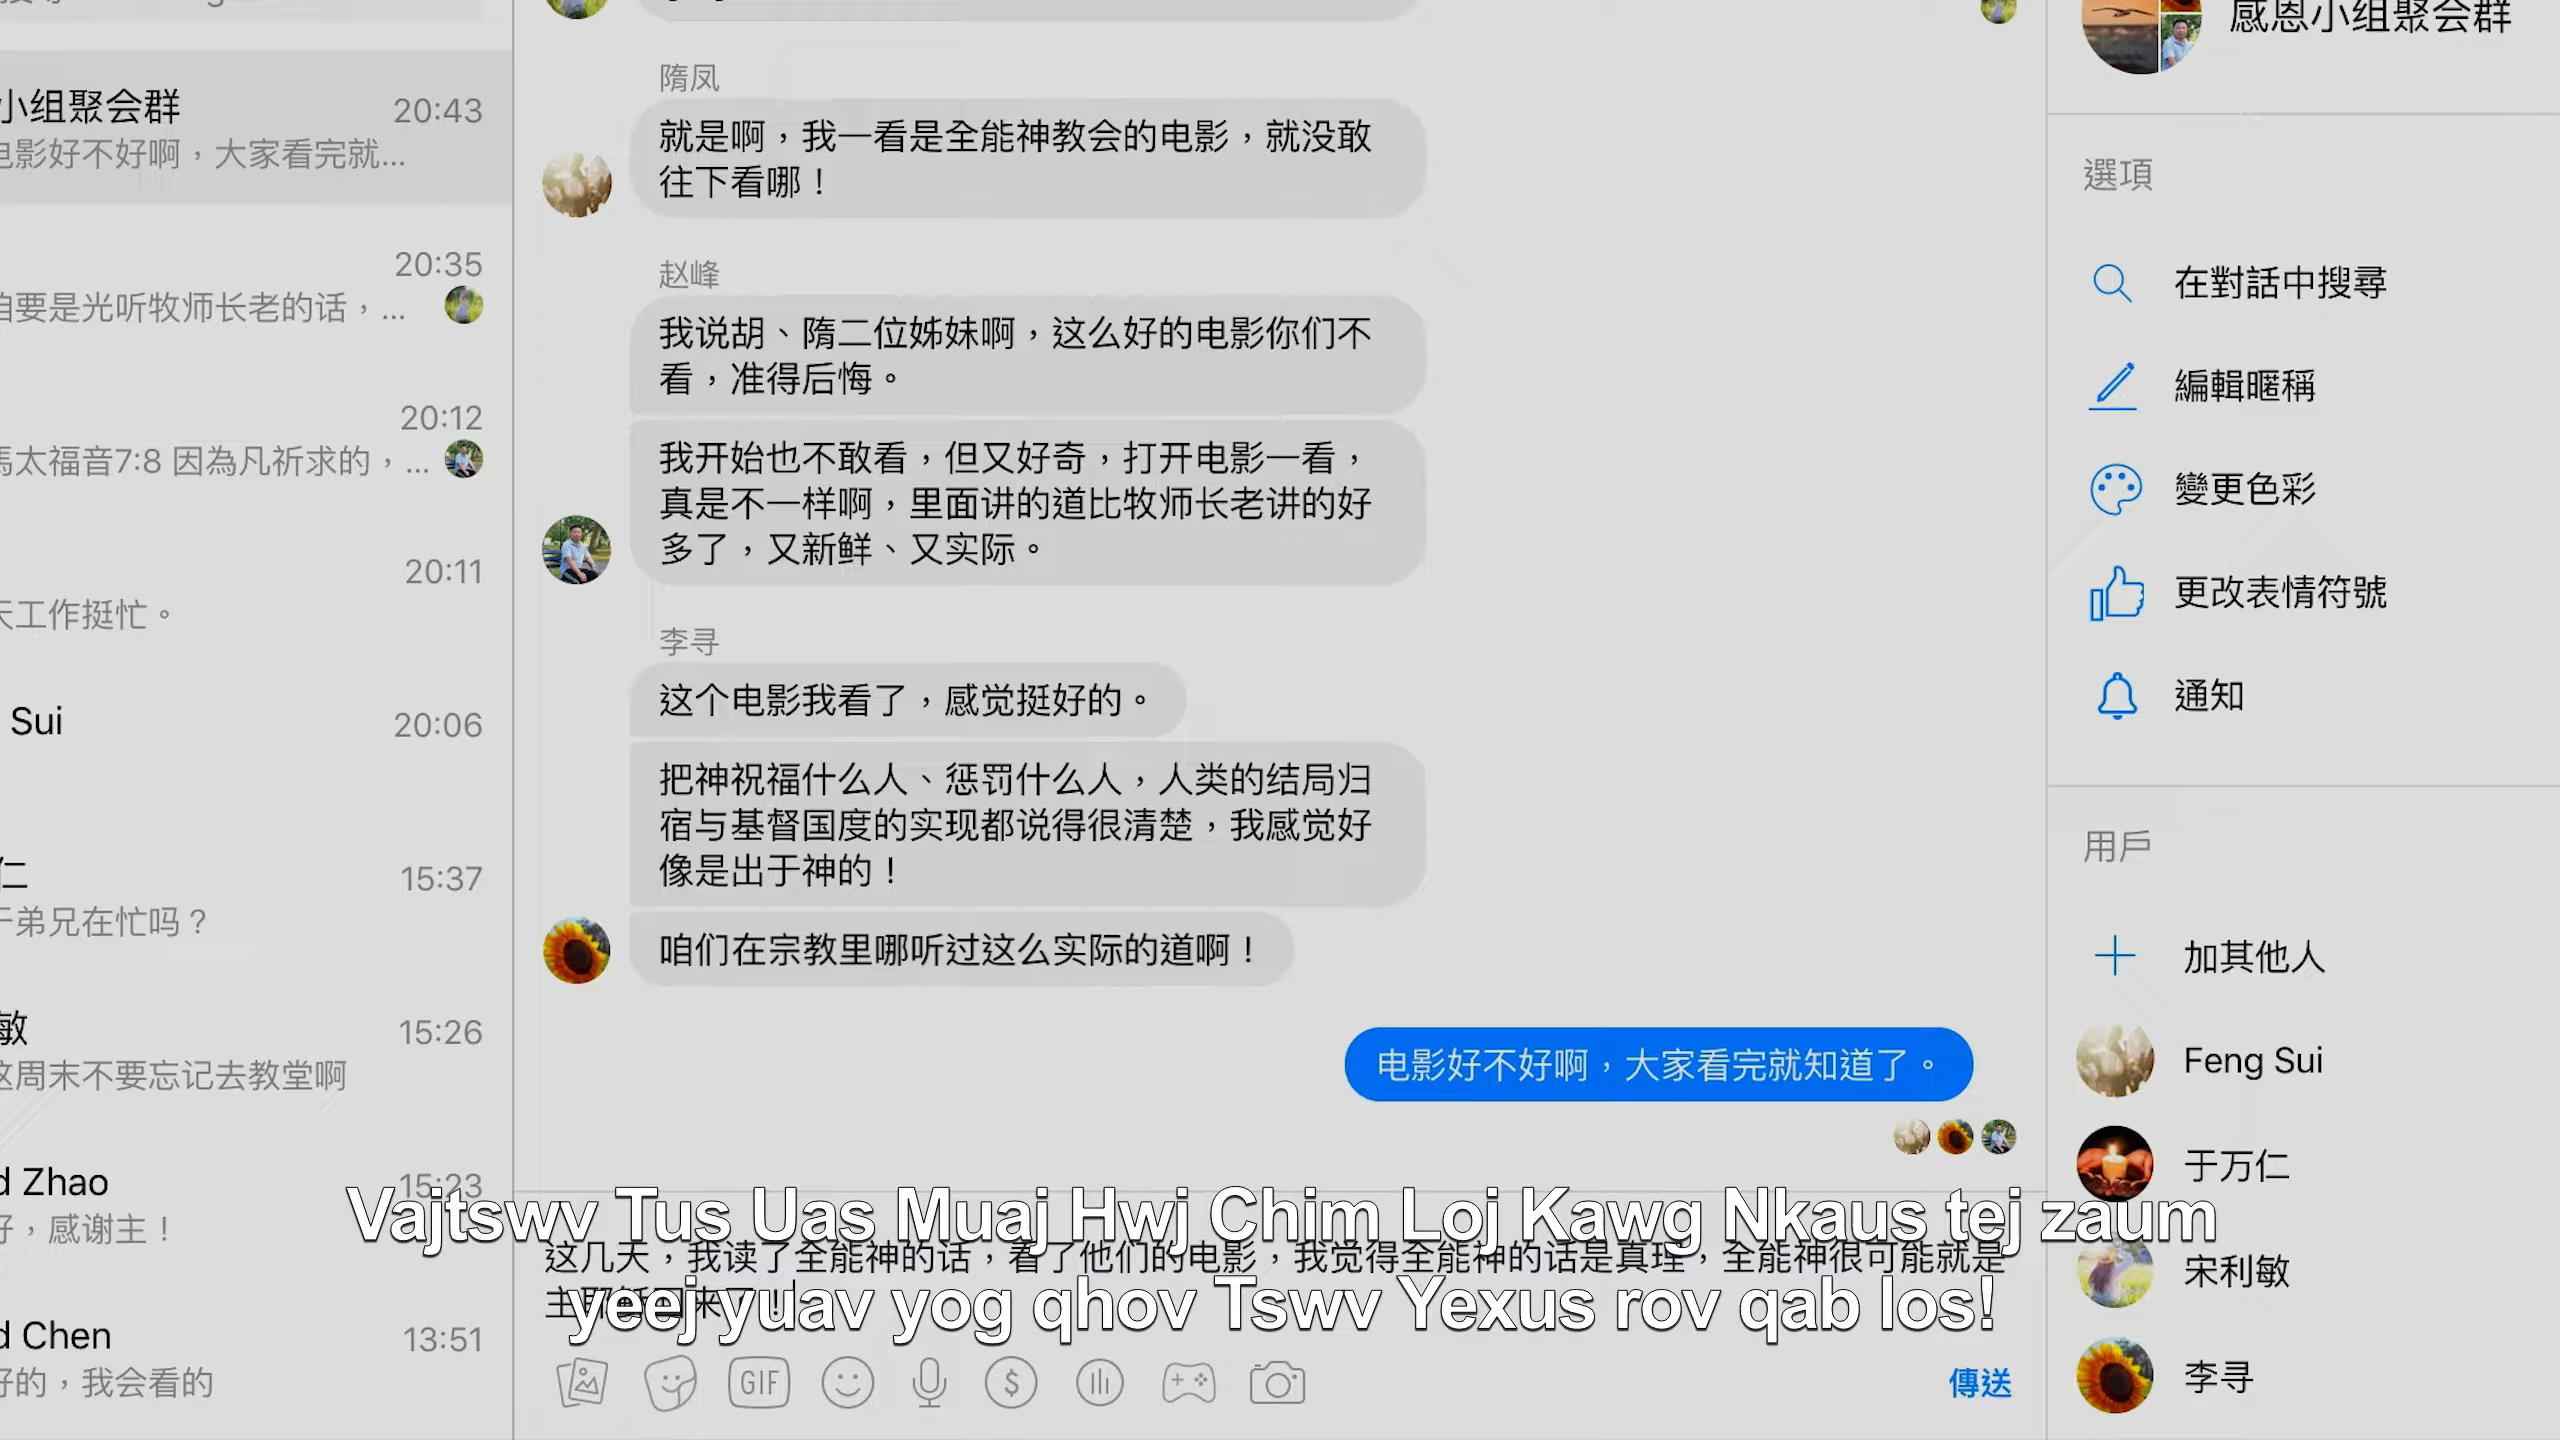 小组聚会群
20:43
电影好不好啊，大家看完就...
20:35
咱要是光听牧师长老的话，...
20:12
馬太福音7:8 因為凡祈求的，...
20:11
天工作挺忙。
Sui
20:06
仁
15:37
于弟兄在忙吗？
敏
15:26
这周末不要忘记去教堂啊
d Zhao
15:23
好，感谢主！
d Chen
13:51
好的，我会看的
隋凤
就是啊，我一看是全能神教会的电影，就没敢
往下看哪！
赵峰
我说胡、隋二位姊妹啊，这么好的电影你们不
看，准得后悔。
我开始也不敢看，但又好奇，打开电影一看，
真是不一样啊，里面讲的道比牧师长老讲的好
多了，又新鲜、又实际。
李寻
这个电影我看了，感觉挺好的。
把神祝福什么人、惩罚什么人，人类的结局归
宿与基督国度的实现都说得很清楚，我感觉好
像是出于神的！
咱们在宗教里哪听过这么实际的道啊！
电影好不好啊，大家看完就知道了。
Vajtswv Tus Uas Muaj Hwj Chim Loj Kawg Nkaus tej zaum
这几天，我读了全能神的话，看了他们的电影，我觉得全能神的话是真理，全能神很可能就是
yeej yuav yog qhov Tswv Yexus rov qab los!
主
来
GIF
傳送
感恩小组聚会群
選項
在對話中搜尋
編輯暱稱
變更色彩
更改表情符號
通知
用戶
加其他人
Feng Sui
于万仁
宋利敏
李寻